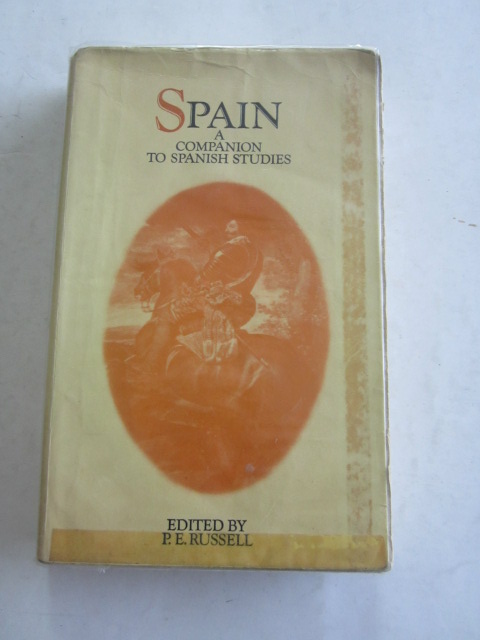 SPAIN
A
COMPANION
TO SPANISH STUDIES
EDITED BY
P. E. RUSSELL